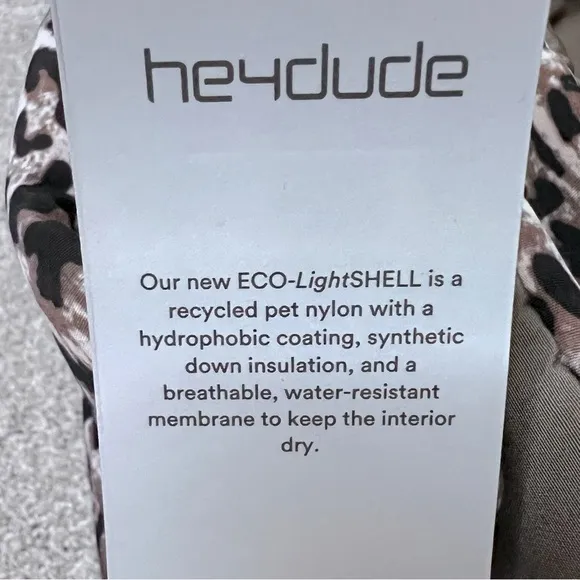 heydude
Our new ECO-LightSHELL is a
recycled pet nylon with a
hydrophobic coating, synthetic
down insulation, and a
breathable, water-resistant
membrane to keep the interior
dry.